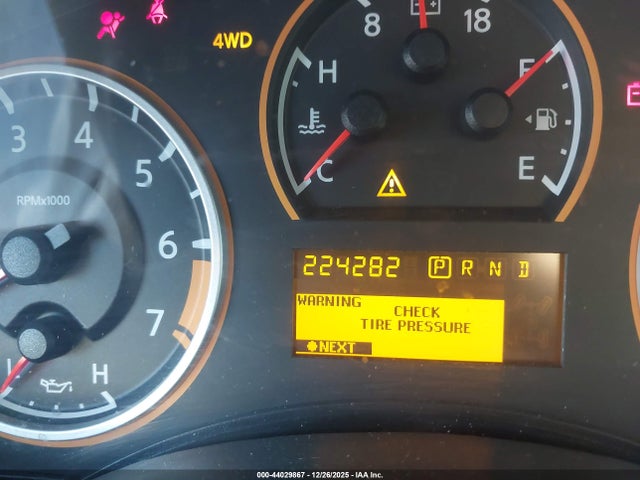 8 18
4WD
H F
3 4 5 6 7
RPMx1000
C E
224282 P R N D
WARNING
CHECK
TIRE PRESSURE
NEXT
H
000-44029867 - 12/26/2025 - IAA Inc.